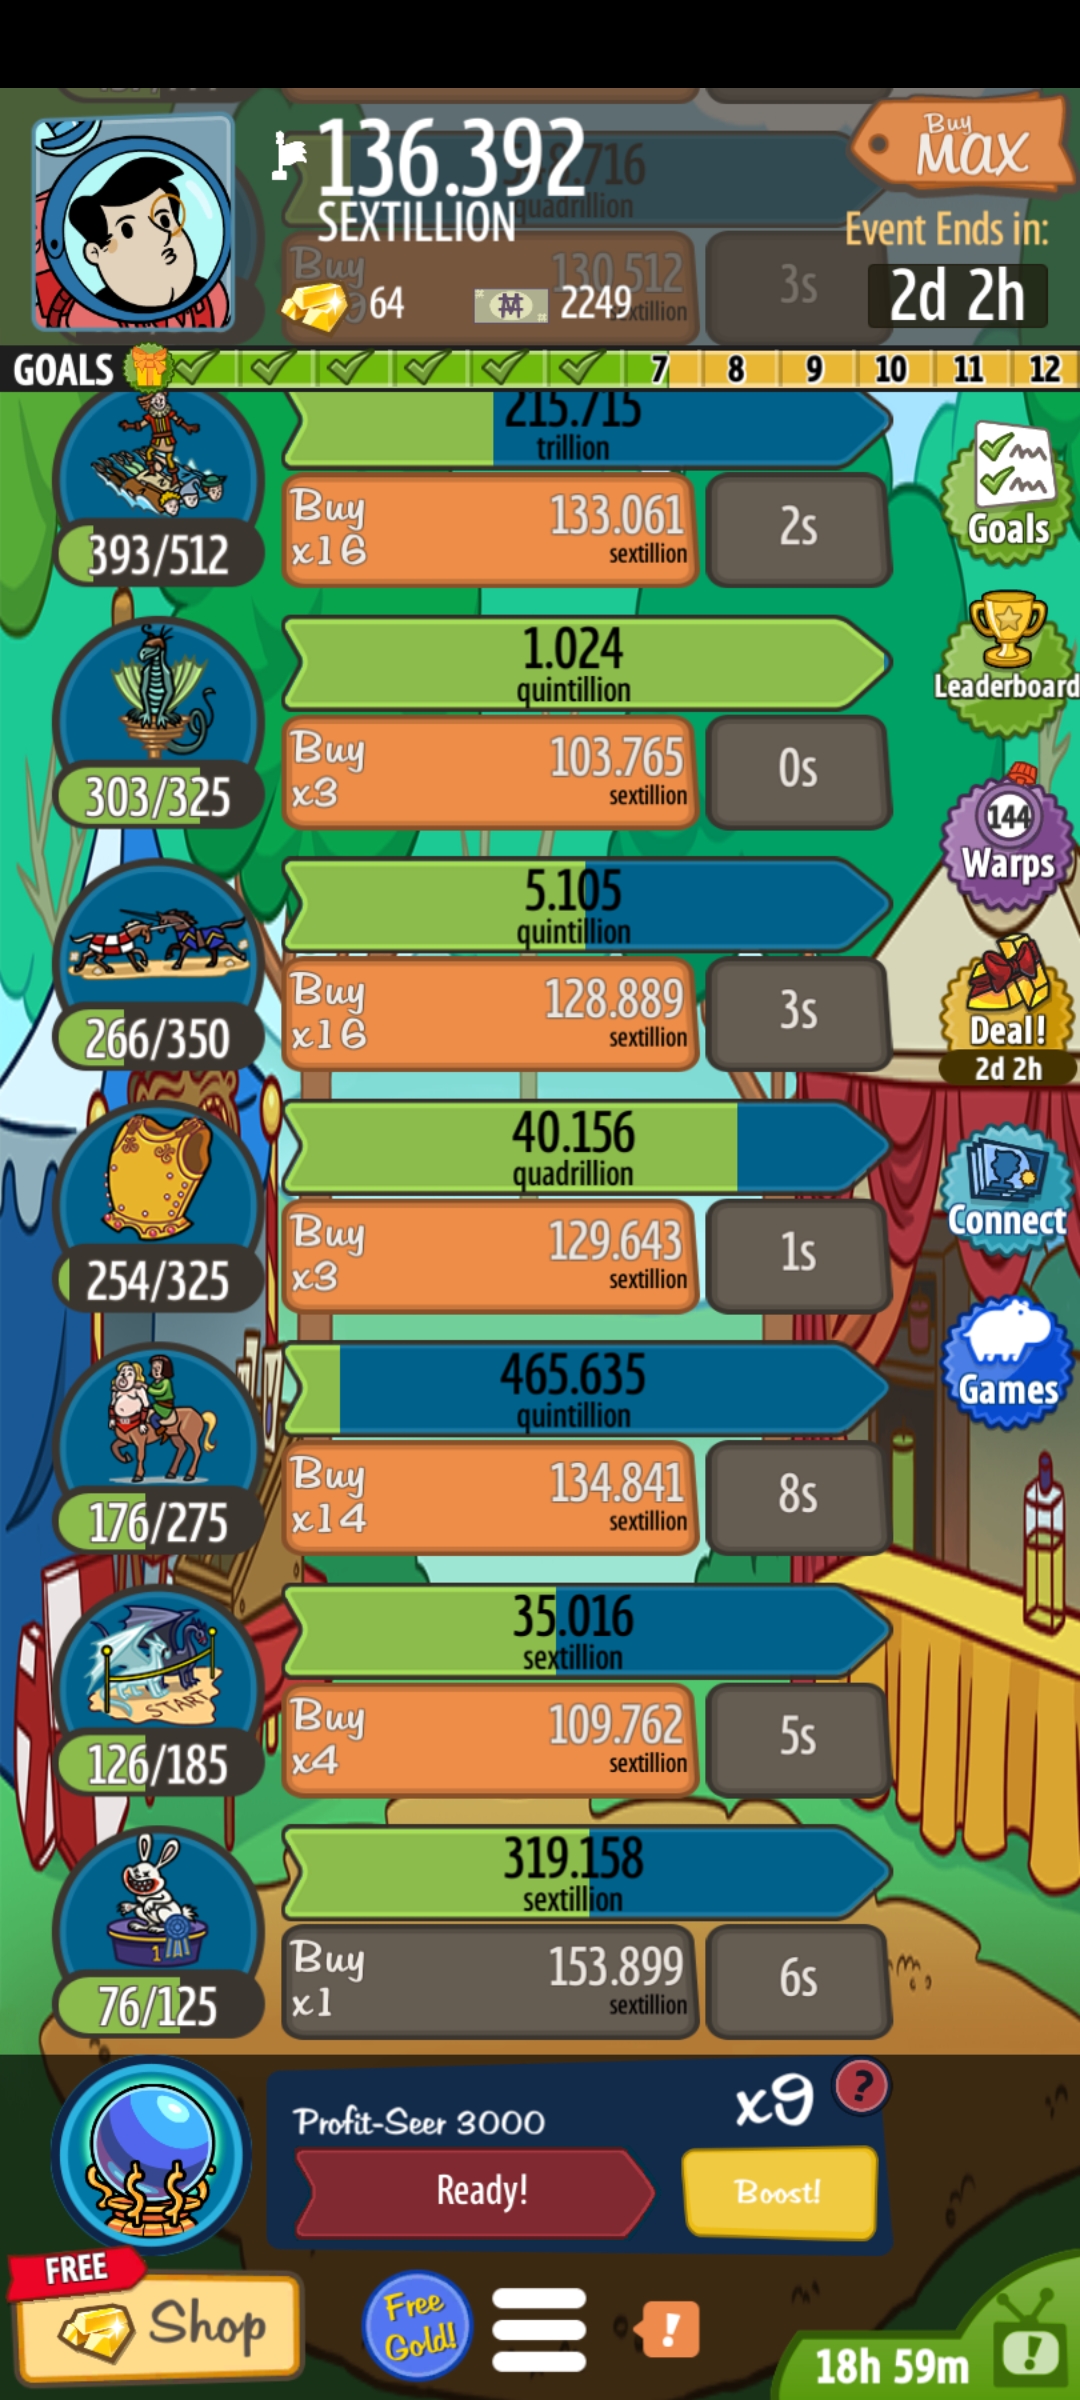 136.392
SEXTILLION
Buy
MAX
Event Ends in:
2d 2h
64
2249
.716
quadrillion
Buy
130.512
sextillion
3s
GOALS
7
8
9
10
11
12
215.715
trillion
Buy
x16
133.061
sextillion
2s
393/512
Goals
1.024
quintillion
Buy
x3
103.765
sextillion
0s
303/325
Leaderboard
5.105
quintillion
Buy
x16
128.889
sextillion
3s
266/350
144
Warps
Deal!
2d 2h
40.156
quadrillion
Buy
x3
129.643
sextillion
1s
254/325
Connect
465.635
quintillion
Buy
x14
134.841
sextillion
8s
176/275
Games
35.016
sextillion
Buy
x4
109.762
sextillion
5s
START
126/185
319.158
sextillion
Buy
x1
153.899
sextillion
6s
1
76/125
Profit-Seer 3000
x9
?
Ready!
Boost!
FREE
Shop
Free
Gold!
!
18h 59m
!